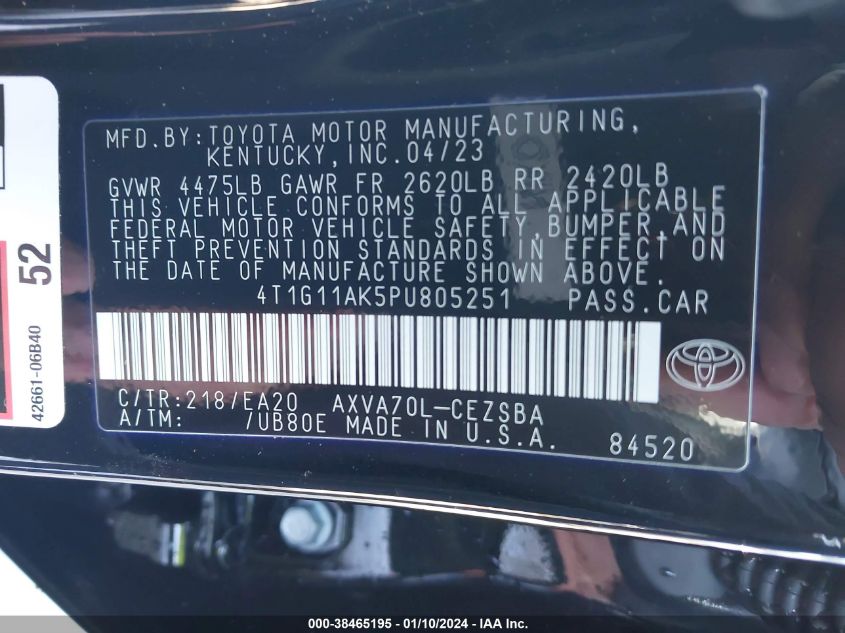 MFD.BY:TOYOTA MOTOR MANUFACTURING,
KENTUCKY, INC.04/23
GVWR 4475LB GAWR FR 2620LB RR 2420LB
THIS VEHICLE CONFORMS TO ALL APPLICABLE
FEDERAL MOTOR VEHICLE SAFETY,BUMPER,AND
THEFT PREVENTION STANDARDS IN EFFECT ON
THE DATE OF MANUFACTURE SHOWN ABOVE.
4T1G11AK5PU805251 PASS.CAR
C/TR:218/EA20 AXVA70L-CEZSBA
A/TM: /UB80E MADE IN U.S.A.
84520
52
42661-06B40
000-38465195 - 01/10/2024 - IAA Inc.